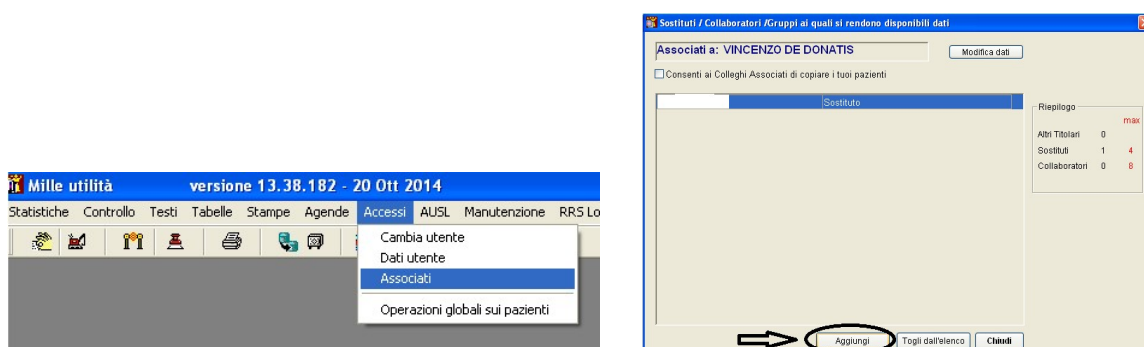 Mille utilità versione 13.38.182 - 20 Ott 2014
Statistiche Controllo Testi Tabelle Stampe Agende Accessi AUSL Manutenzione RRS Lo
Cambia utente
Dati utente
Associati
Operazioni globali sui pazienti
Sostituti / Collaboratori /Gruppi ai quali si rendono disponibili dati
Associati a: VINCENZO DE DONATIS Modifica dati
Consenti ai Colleghi Associati di copiare i tuoi pazienti
Sostituto
Riepilogo
max
Altri Titolari 0
Sostituti 1 4
Collaboratori 0 8
Aggiungi Togli dall'elenco Chiudi